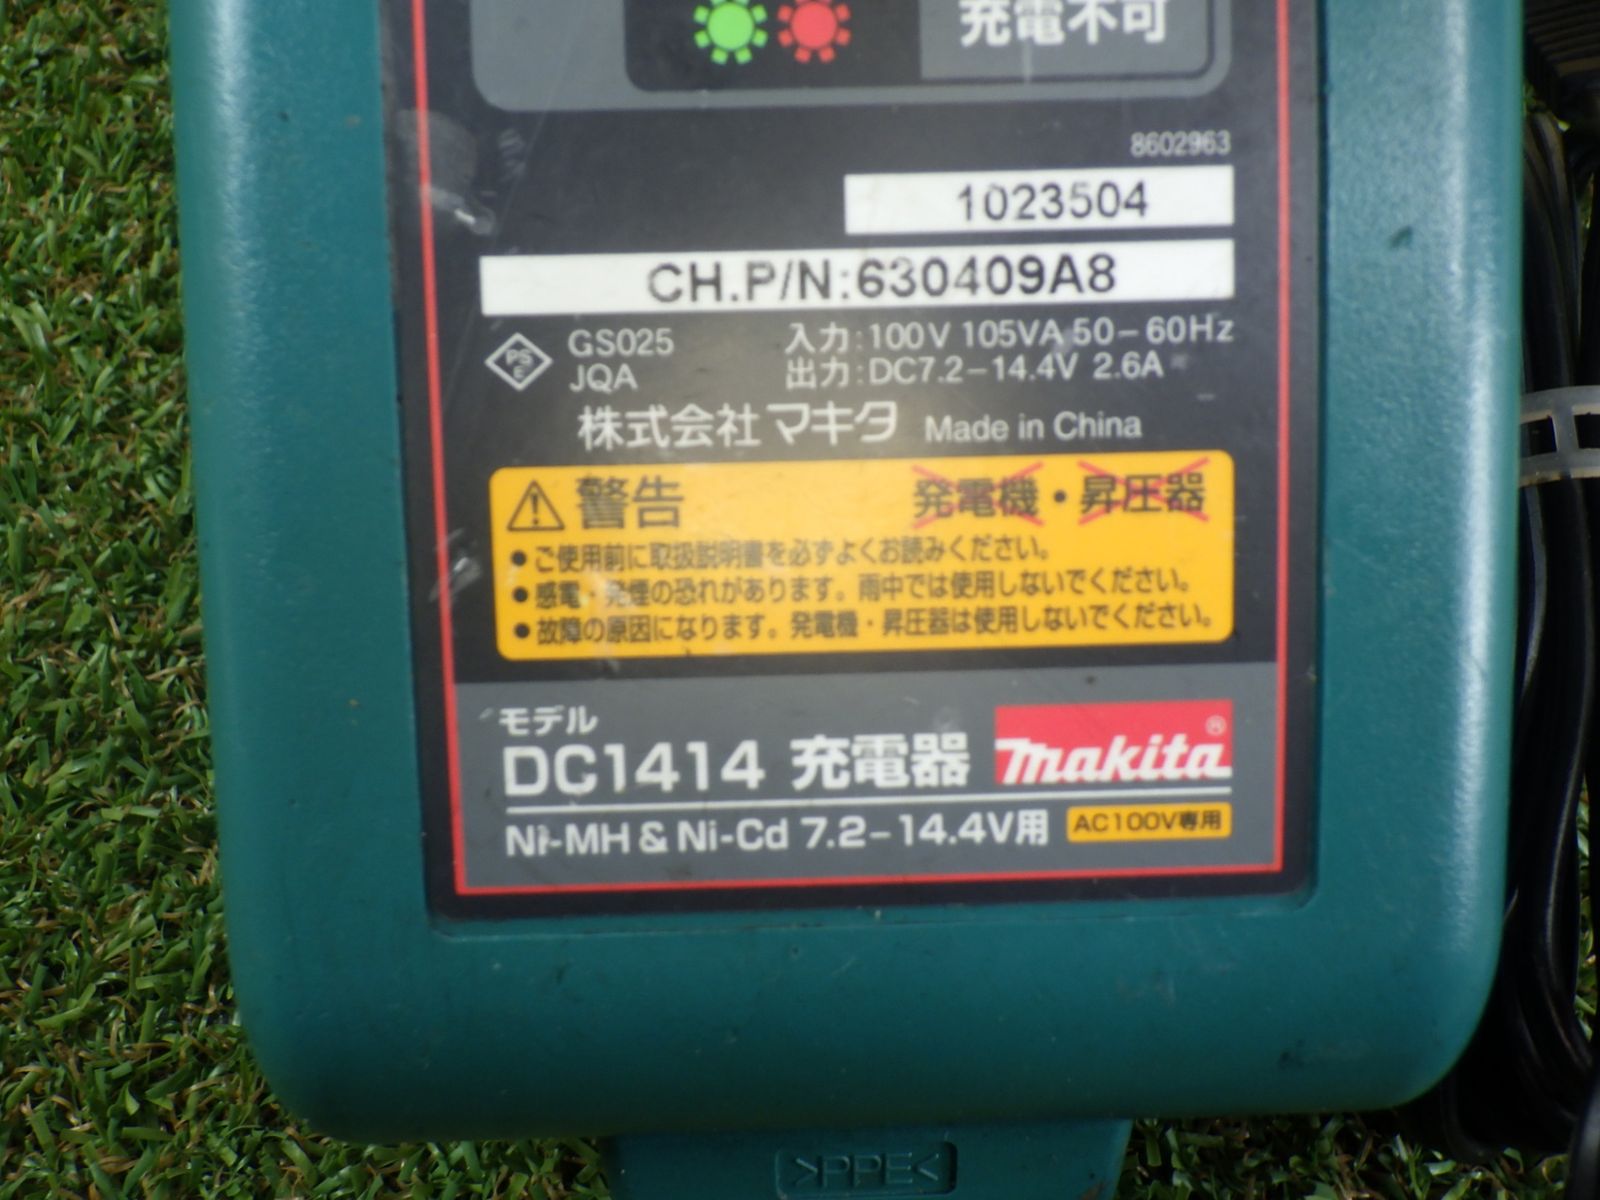 充電不可
8602963
1023504
CH.P/N:630409A8
PSE GS025 入力:100V 105VA 50-60Hz
JQA 出力:DC7.2-14.4V 2.6A
株式会社マキタ Made in China
警告 発電機・昇圧器
●ご使用前に取扱説明書を必ずよくお読みください。
●感電・発煙の恐れがあります。雨中では使用しないでください。
●故障の原因になります。発電機・昇圧器は使用しないでください。
モデル
DC1414 充電器 makita®
Ni-MH & Ni-Cd 7.2-14.4V用 AC100V専用
>PPE<